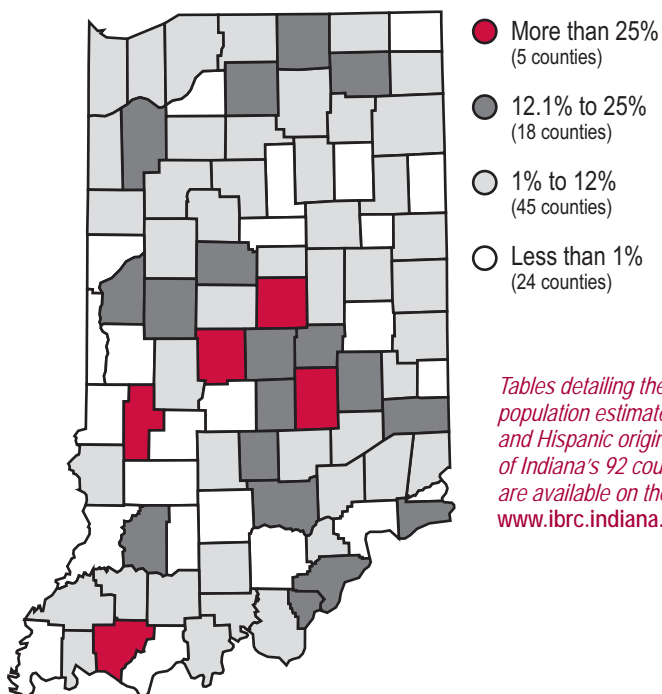 More than 25%
(5 counties)
12.1% to 25%
(18 counties)
1% to 12%
(45 counties)
Less than 1%
(24 counties)
Tables detailing the
population estimate
and Hispanic origin
of Indiana's 92 cou
are available on the
www.ibrc.indiana.